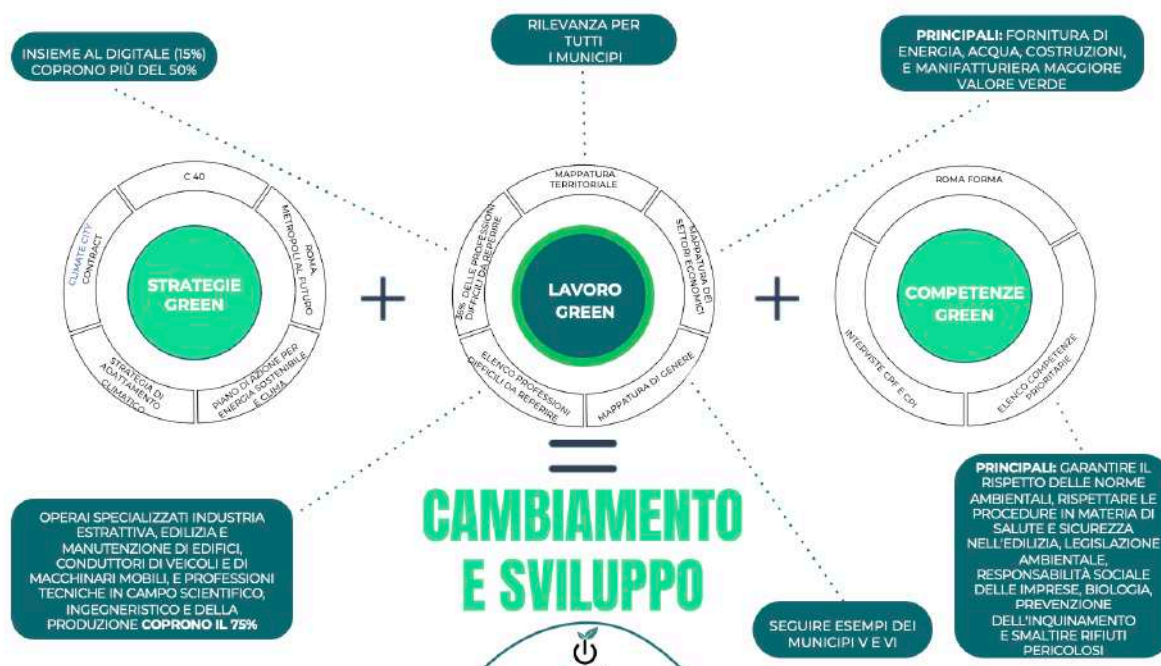 INSIEME AL DIGITALE (15%)
COPRONO PIÙ DEL 50%
RILEVANZA PER
TUTTI
I MUNICIPI
PRINCIPALI: FORNITURA DI
ENERGIA, ACQUA, COSTRUZIONI,
E MANIFATTURIERA MAGGIORE
VALORE VERDE
C 40
ROMA,
METROPOLI AL FUTURO
PIANO DI AZIONE PER
ENERGIA SOSTENIBILE
E CLIMA
STRATEGIA DI
ADATTAMENTO
CLIMATICO
CLIMATE CITY
CONTRACT
STRATEGIE
GREEN
+
MAPPATURA
TERRITORIALE
MAPPATURA DEI
SETTORI ECONOMICI
MAPPATURA DI GENERE
ELENCO PROFESSIONI
DIFFICILI DA REPERIRE
36% DELLE PROFESSIONI
DIFFICILI DA REPERIRE
LAVORO
GREEN
+
ROMA FORMA
ELENCO COMPETENZE
PRIORITARIE
INTERVISTE CPF E CPI
COMPETENZE
GREEN
=
CAMBIAMENTO
E SVILUPPO
OPERAI SPECIALIZZATI INDUSTRIA
ESTRATTIVA, EDILIZIA E
MANUTENZIONE DI EDIFICI,
CONDUTTORI DI VEICOLI E DI
MACCHINARI MOBILI, E PROFESSIONI
TECNICHE IN CAMPO SCIENTIFICO,
INGEGNERISTICO E DELLA
PRODUZIONE COPRONO IL 75%
SEGUIRE ESEMPI DEI
MUNICIPI V E VI
PRINCIPALI: GARANTIRE IL
RISPETTO DELLE NORME
AMBIENTALI, RISPETTARE LE
PROCEDURE IN MATERIA DI
SALUTE E SICUREZZA
NELL'EDILIZIA, LEGISLAZIONE
AMBIENTALE,
RESPONSABILITÀ SOCIALE
DELLE IMPRESE, BIOLOGIA,
PREVENZIONE
DELL'INQUINAMENTO
E SMALTIRE RIFIUTI
PERICOLOSI